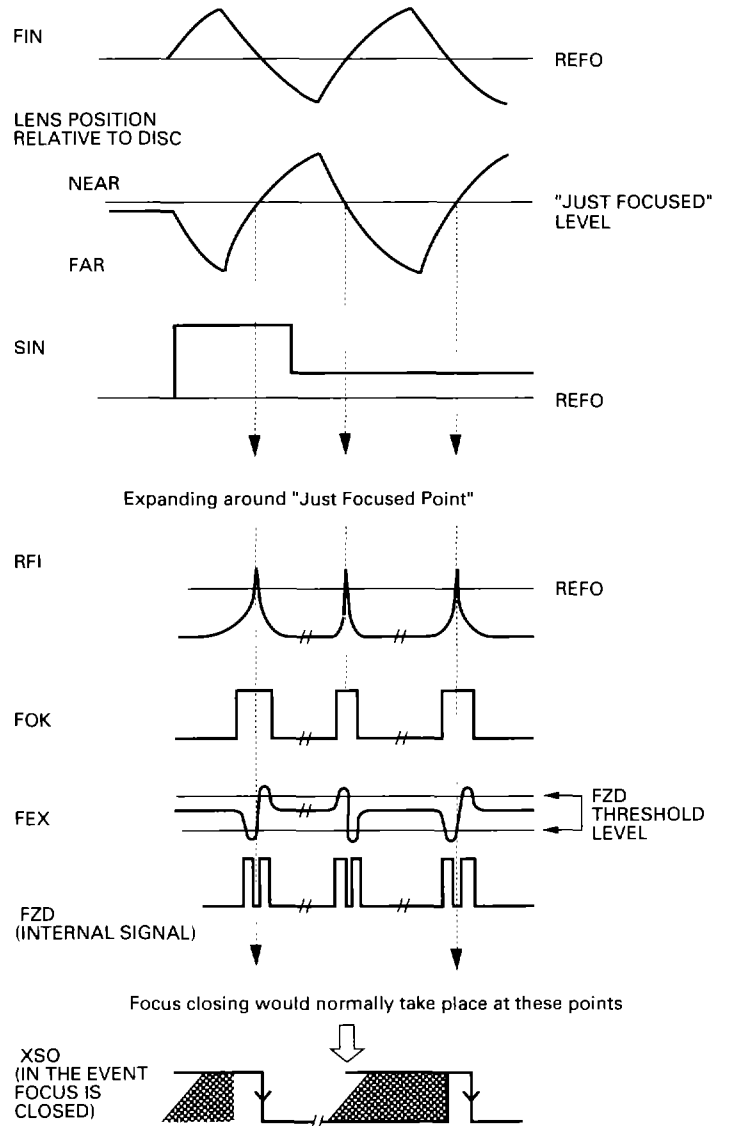 FIN
REFO
LENS POSITION
RELATIVE TO DISC
NEAR
"JUST FOCUSED"
LEVEL
FAR
SIN
REFO
Expanding around "Just Focused Point"
RFI
REFO
FOK
FEX
FZD
THRESHOLD
LEVEL
FZD
(INTERNAL SIGNAL)
Focus closing would normally take place at these points
XSO
(IN THE EVENT
FOCUS IS
CLOSED)